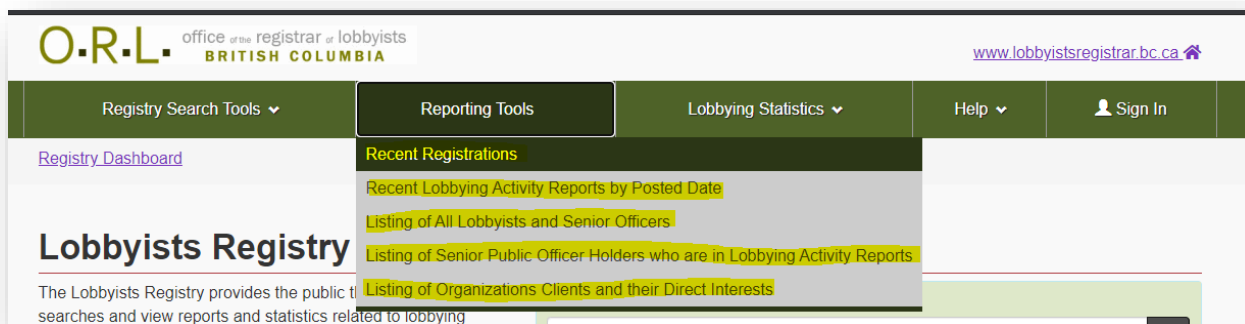 O.R.L. office of the registrar of lobbyists
BRITISH COLUMBIA
www.lobbyistsregistrar.bc.ca
Registry Search Tools Reporting Tools Lobbying Statistics Help Sign In
Registry Dashboard
Recent Registrations
Recent Lobbying Activity Reports by Posted Date
Listing of All Lobbyists and Senior Officers
Listing of Senior Public Officer Holders who are in Lobbying Activity Reports
Listing of Organizations Clients and their Direct Interests
Lobbyists Registry
The Lobbyists Registry provides the public
searches and view reports and statistics related to lobbying